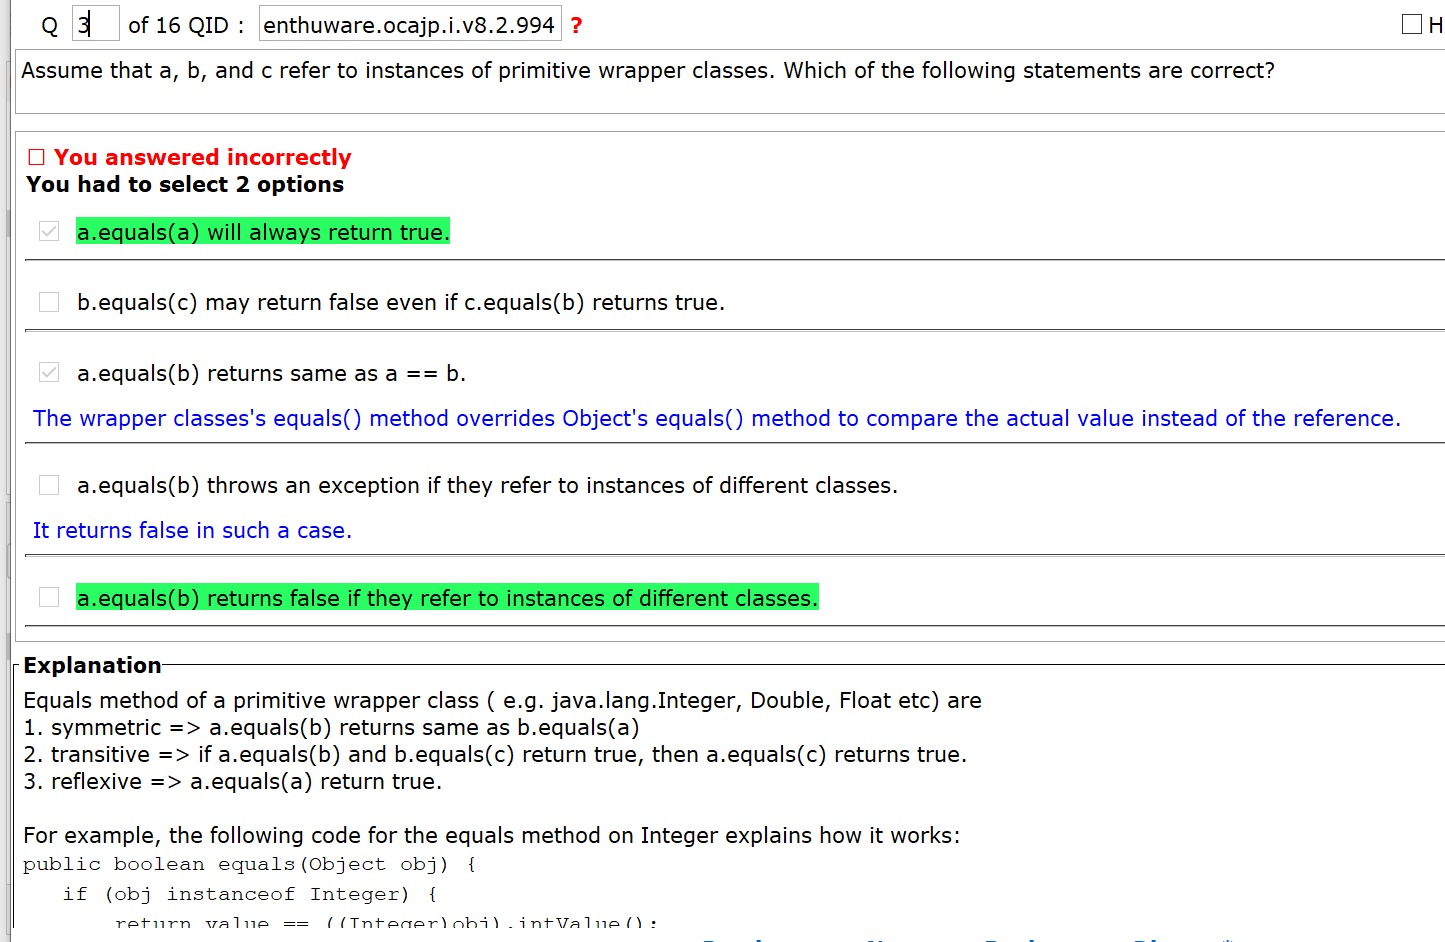 Q 3 of 16 QID : enthuware.ocajp.i.v8.2.994 ? H
Assume that a, b, and c refer to instances of primitive wrapper classes. Which of the following statements are correct?
You answered incorrectly
You had to select 2 options
a.equals(a) will always return true.
b.equals(c) may return false even if c.equals(b) returns true.
a.equals(b) returns same as a == b.
The wrapper classes's equals() method overrides Object's equals() method to compare the actual value instead of the reference.
a.equals(b) throws an exception if they refer to instances of different classes.
It returns false in such a case.
a.equals(b) returns false if they refer to instances of different classes.
Explanation
Equals method of a primitive wrapper class ( e.g. java.lang.Integer, Double, Float etc) are
1. symmetric => a.equals(b) returns same as b.equals(a)
2. transitive => if a.equals(b) and b.equals(c) return true, then a.equals(c) returns true.
3. reflexive => a.equals(a) return true.
For example, the following code for the equals method on Integer explains how it works:
public boolean equals(Object obj) {
if (obj instanceof Integer) {
return value == ((Integer)obj).intValue();